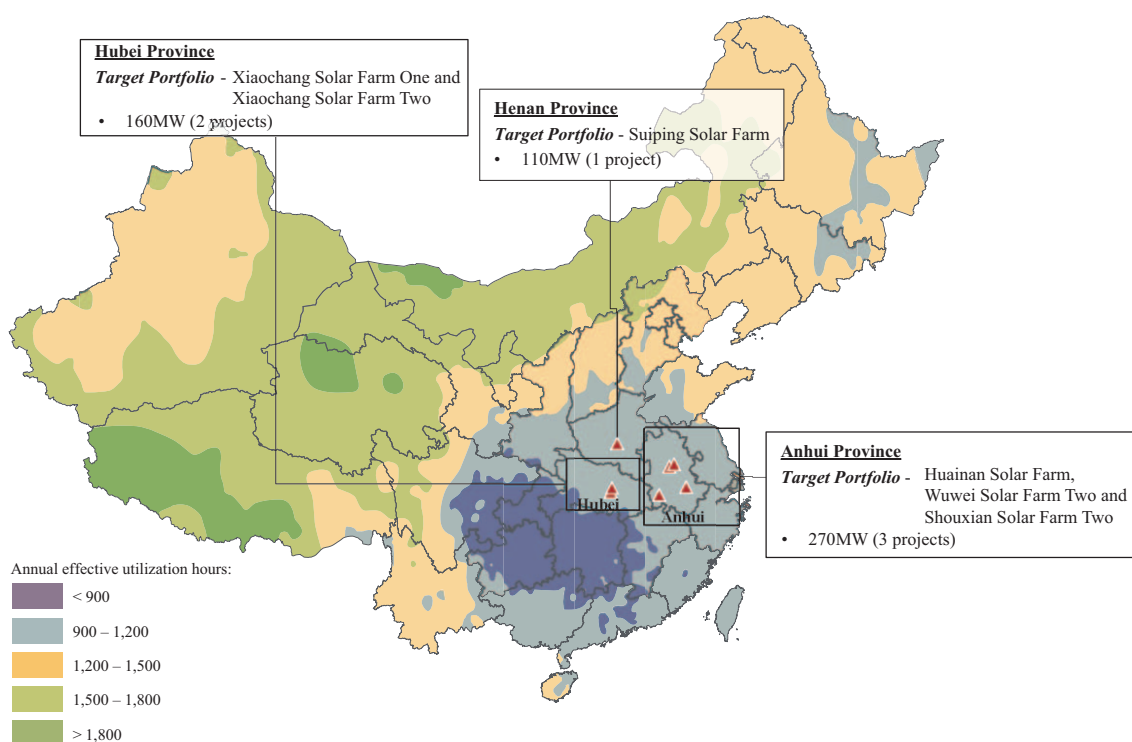 Hubei Province
Target Portfolio - Xiaochang Solar Farm One and
Xiaochang Solar Farm Two
• 160MW (2 projects)
Henan Province
Target Portfolio - Suiping Solar Farm
• 110MW (1 project)
Anhui Province
Target Portfolio - Huainan Solar Farm,
Wuwei Solar Farm Two and
Shouxian Solar Farm Two
• 270MW (3 projects)
Hubei
Anhui
Annual effective utilization hours:
< 900
900 – 1,200
1,200 – 1,500
1,500 – 1,800
> 1,800